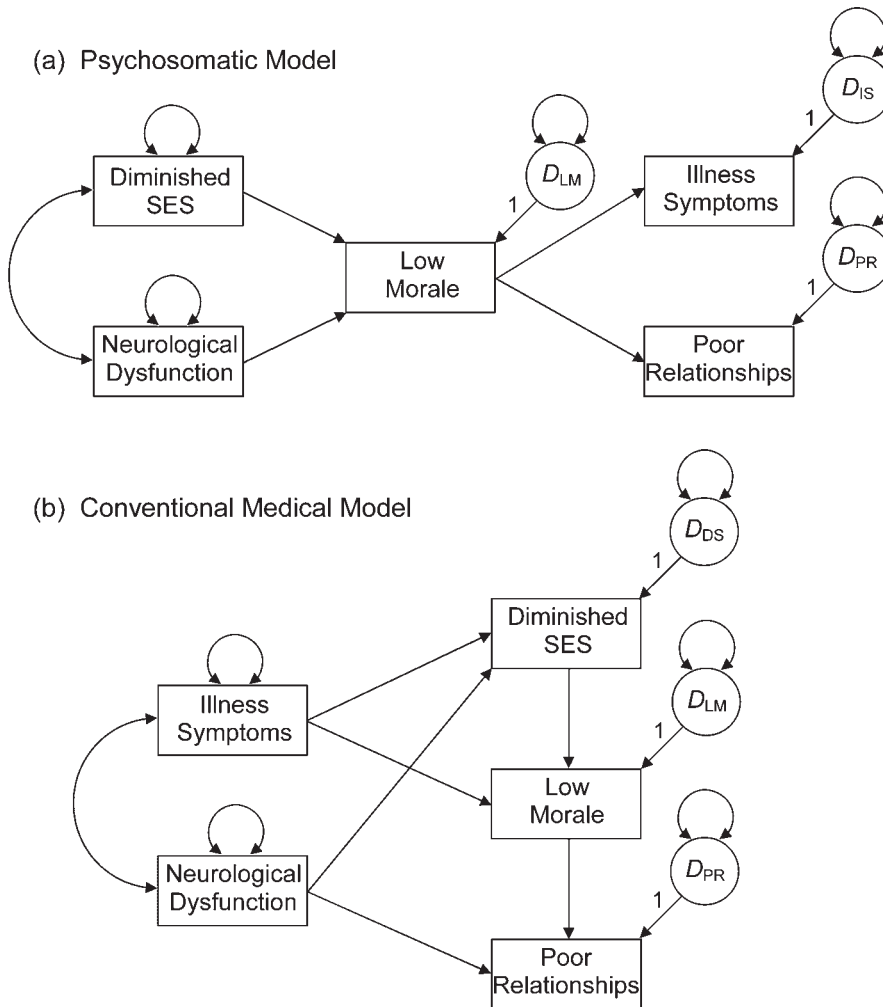 (a) Psychosomatic Model
D_IS
1
Diminished
SES
D_LM
1
Illness
Symptoms
D_PR
1
Low
Morale
Neurological
Dysfunction
Poor
Relationships
(b) Conventional Medical Model
D_DS
1
Diminished
SES
Illness
Symptoms
D_LM
1
Low
Morale
Neurological
Dysfunction
D_PR
1
Poor
Relationships